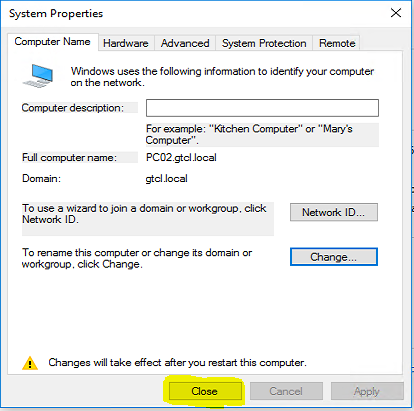 System Properties
Computer Name Hardware Advanced System Protection Remote
Windows uses the following information to identify your computer
on the network.
Computer description:
For example: "Kitchen Computer" or "Mary's
Computer".
Full computer name: PC02.gtcl.local
Domain: gtcl.local
To use a wizard to join a domain or workgroup, click
Network ID.
Network ID...
To rename this computer or change its domain or
workgroup, click Change.
Change...
Changes will take effect after you restart this computer.
Close Cancel Apply